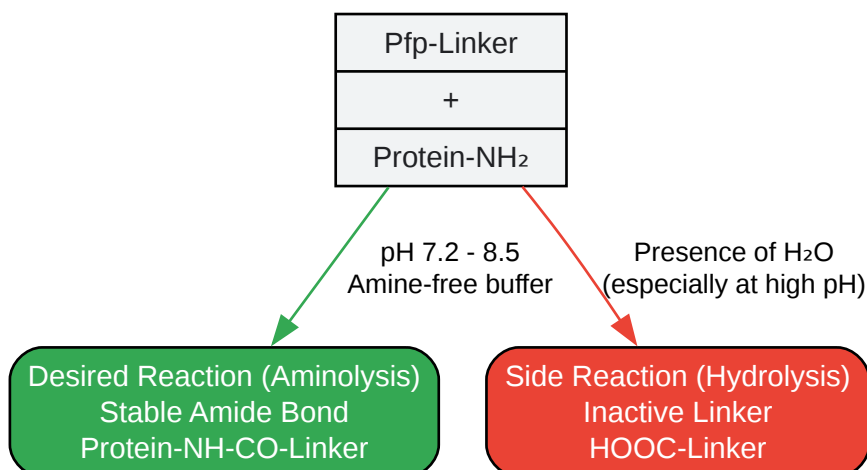 Pfp-Linker
+
Protein-NH₂
pH 7.2 - 8.5
Amine-free buffer
Presence of H₂O
(especially at high pH)
Desired Reaction (Aminolysis)
Stable Amide Bond
Protein-NH-CO-Linker
Side Reaction (Hydrolysis)
Inactive Linker
HOOC-Linker